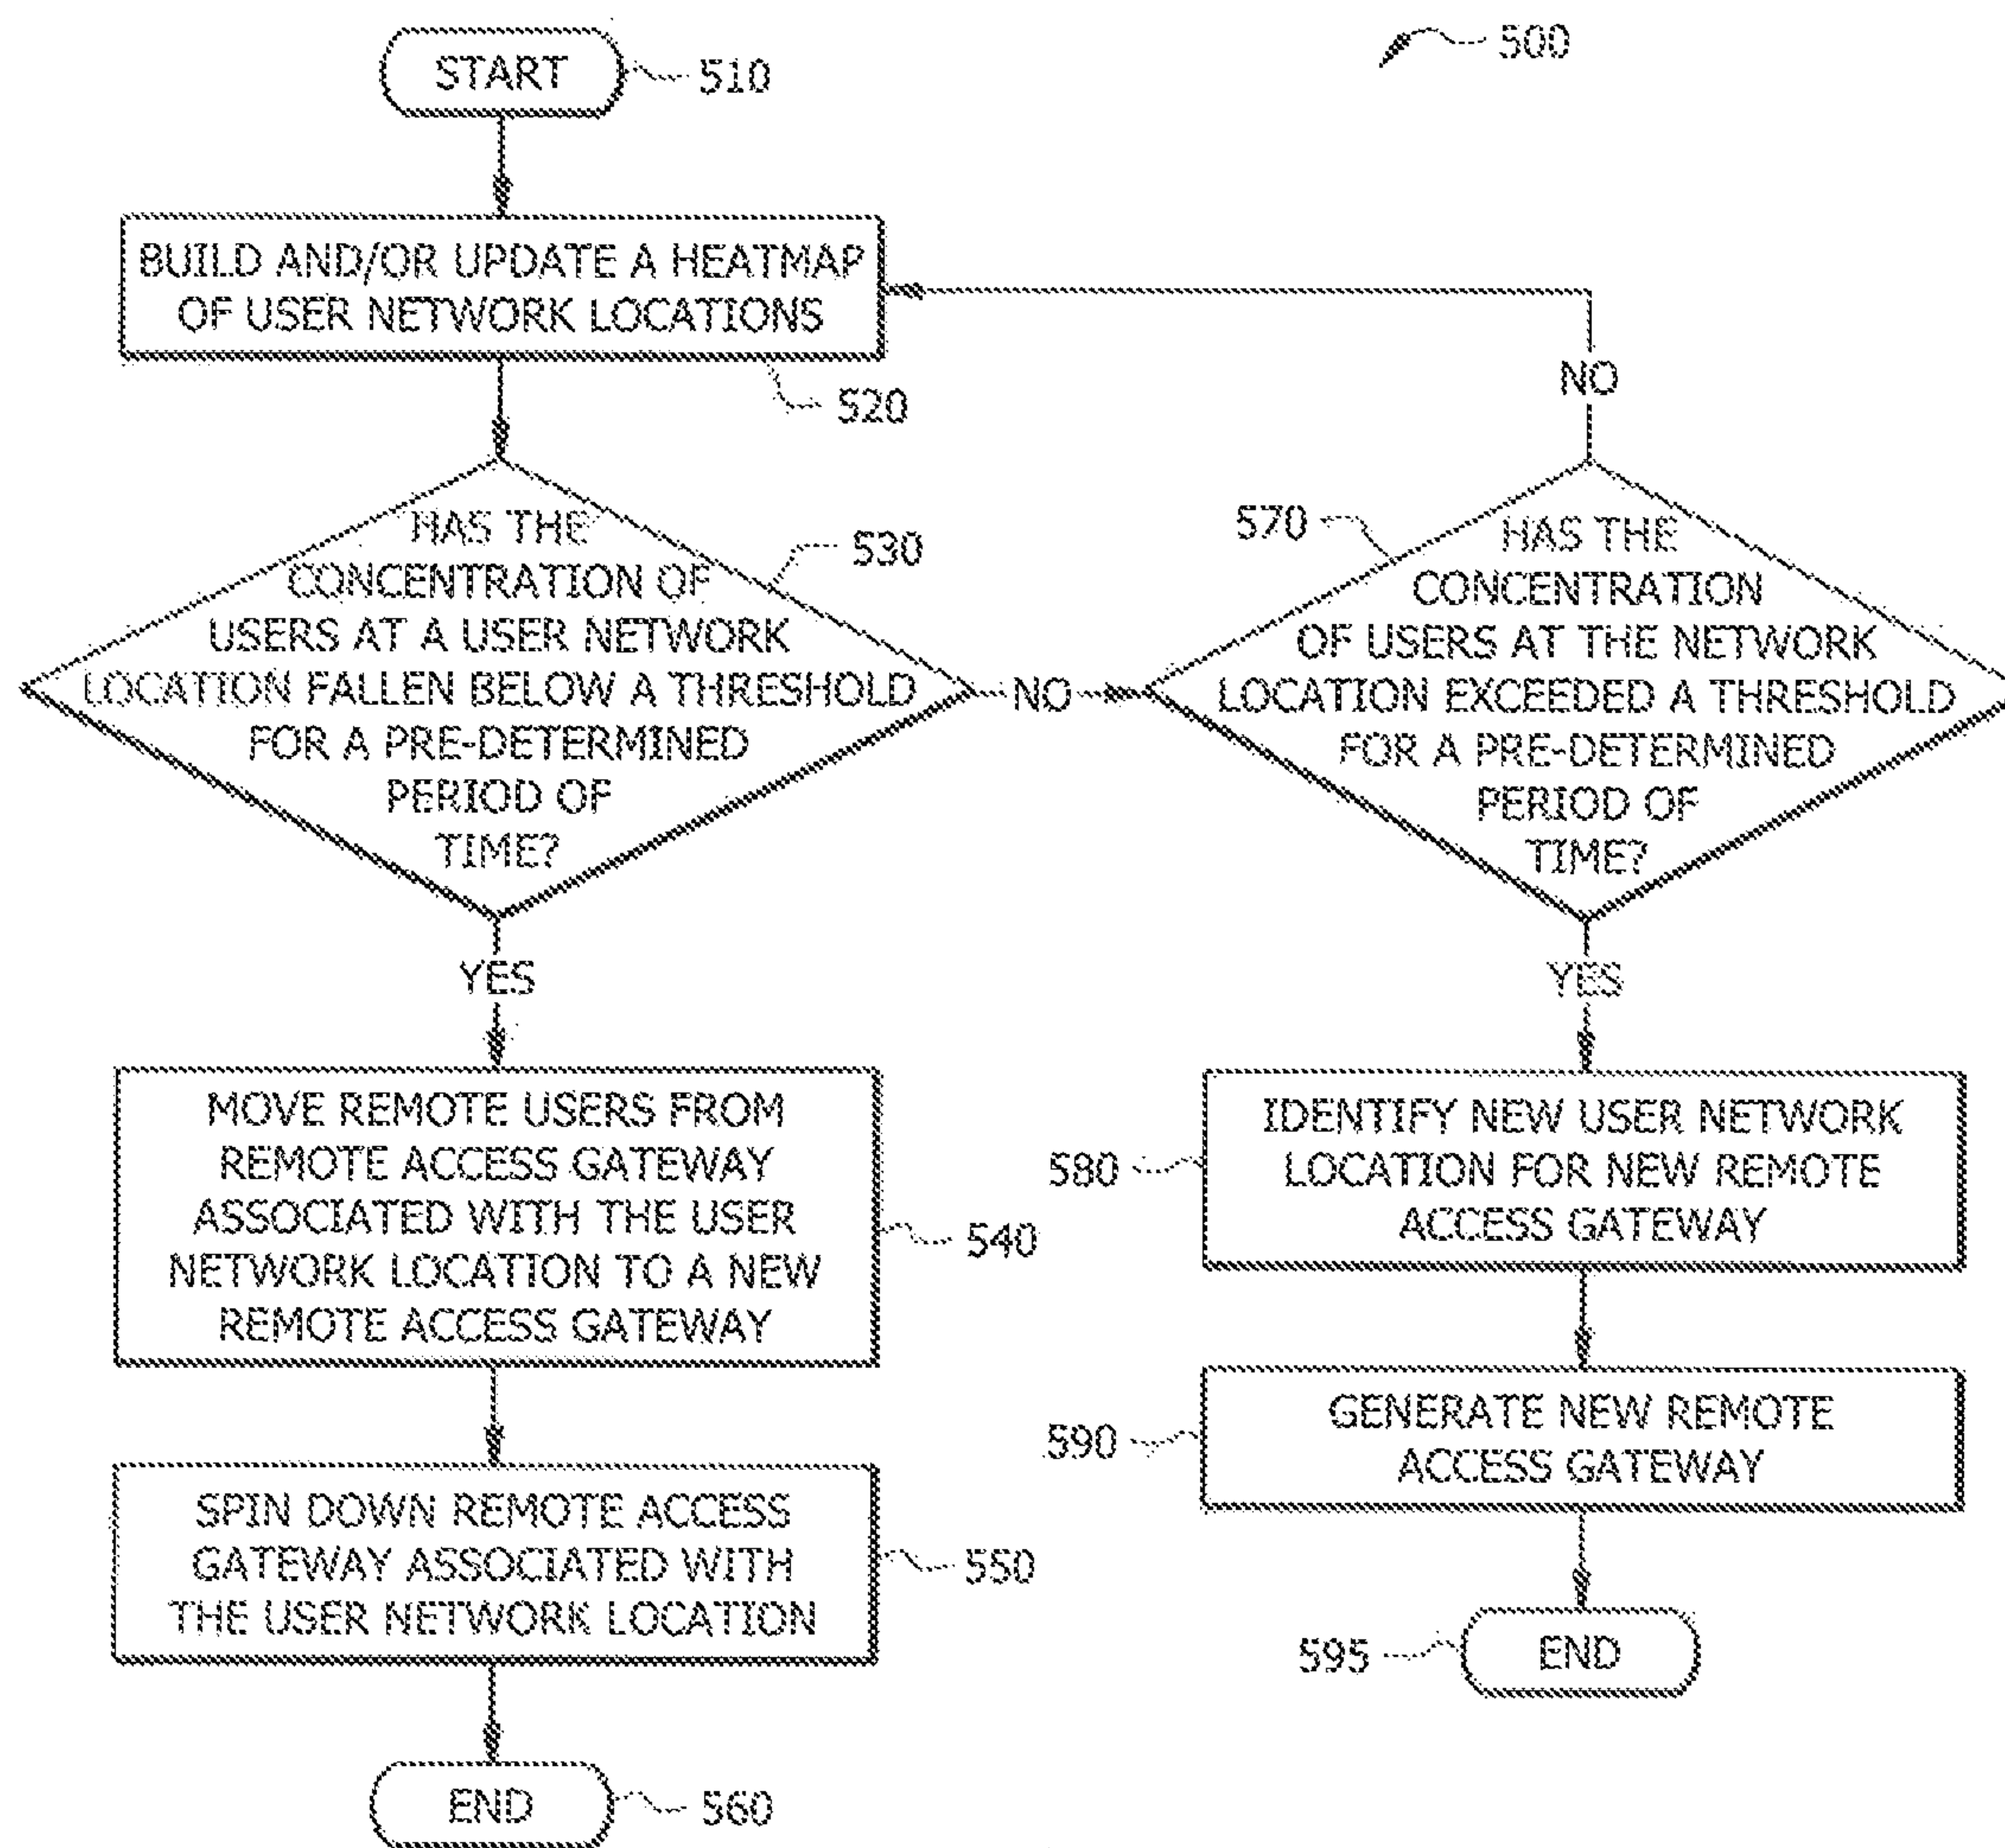 500
START
510
BUILD AND/OR UPDATE A HEATMAP
OF USER NETWORK LOCATIONS
520
NO
HAS THE
CONCENTRATION OF
USERS AT A USER NETWORK
LOCATION FALLEN BELOW A THRESHOLD
FOR A PRE-DETERMINED
PERIOD OF
TIME?
530
NO
570
HAS THE
CONCENTRATION
OF USERS AT THE NETWORK
LOCATION EXCEEDED A THRESHOLD
FOR A PRE-DETERMINED
PERIOD OF
TIME?
YES
YES
MOVE REMOTE USERS FROM
REMOTE ACCESS GATEWAY
ASSOCIATED WITH THE USER
NETWORK LOCATION TO A NEW
REMOTE ACCESS GATEWAY
540
580
IDENTIFY NEW USER NETWORK
LOCATION FOR NEW REMOTE
ACCESS GATEWAY
SPIN DOWN REMOTE ACCESS
GATEWAY ASSOCIATED WITH
THE USER NETWORK LOCATION
550
590
GENERATE NEW REMOTE
ACCESS GATEWAY
595
END
END
560